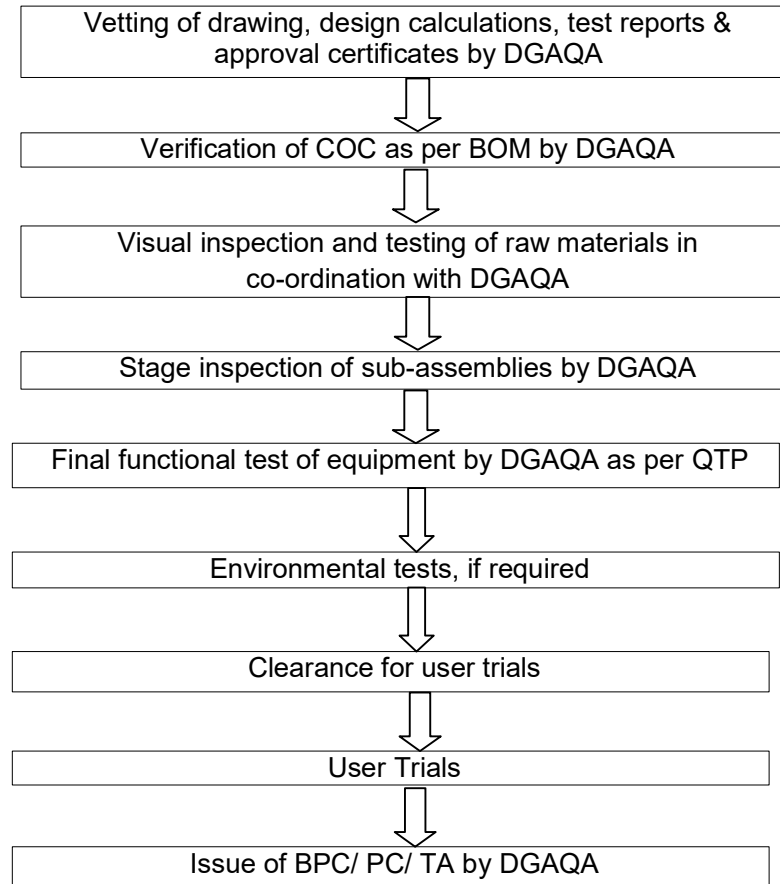 Vetting of drawing, design calculations, test reports &
approval certificates by DGAQA
Verification of COC as per BOM by DGAQA
Visual inspection and testing of raw materials in
co-ordination with DGAQA
Stage inspection of sub-assemblies by DGAQA
Final functional test of equipment by DGAQA as per QTP
Environmental tests, if required
Clearance for user trials
User Trials
Issue of BPC/ PC/ TA by DGAQA